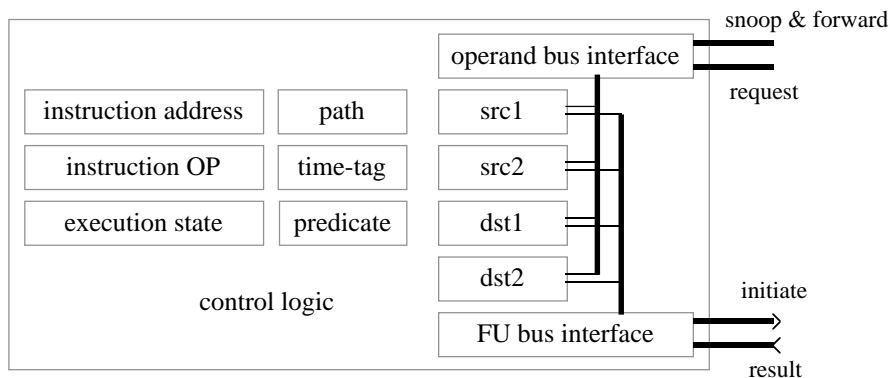 snoop & forward
operand bus interface
request
instruction address
path
src1
instruction OP
time-tag
src2
execution state
predicate
dst1
dst2
control logic
initiate
FU bus interface
result